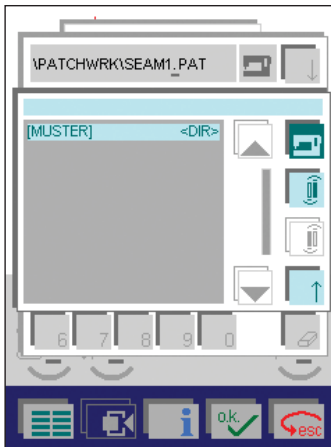 \PATCHWRK\SEAM1.PAT
[MUSTER] <DIR>
6 7 8 9 0
i o.k. esc